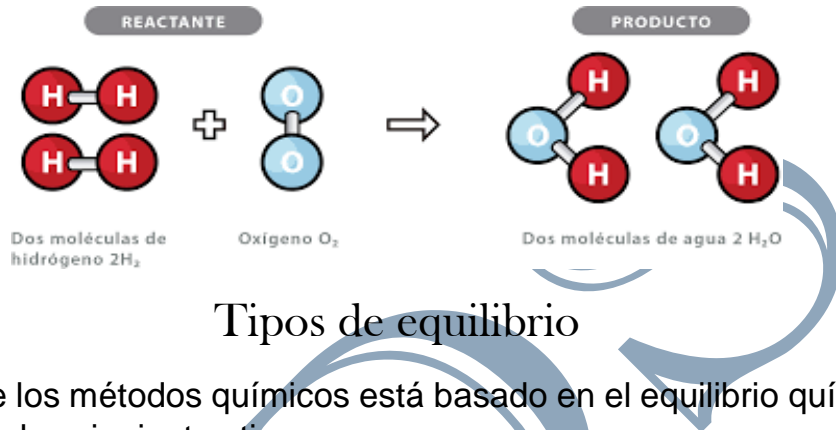 REACTANTE PRODUCTO
H H O H H
H H O O H O H
Dos moléculas de hidrógeno 2H₂
Oxígeno O₂
Dos moléculas de agua 2 H₂O
Tipos de equilibrio
los métodos químicos está basado en el equilibrio